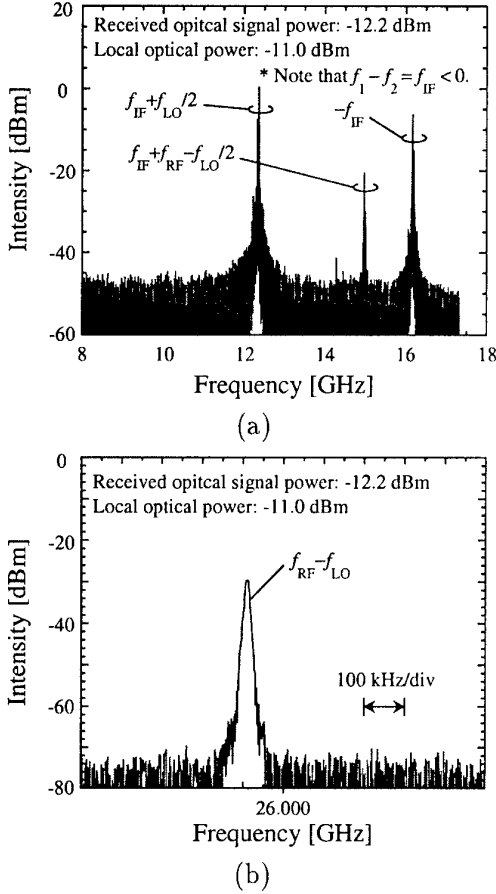 20
Received opitcal signal power: -12.2 dBm
Local optical power: -11.0 dBm
* Note that f1 − f2 = fIF < 0.
0
fIF+fLO/2
−fIF
fIF+fRF−fLO/2
-20
-40
-60
Intensity [dBm]
8 10 12 14 16 18
Frequency [GHz]
(a)
0
Received opitcal signal power: -12.2 dBm
Local optical power: -11.0 dBm
-20
fRF−fLO
-40
100 kHz/div
-60
-80
Intensity [dBm]
26.000
Frequency [GHz]
(b)